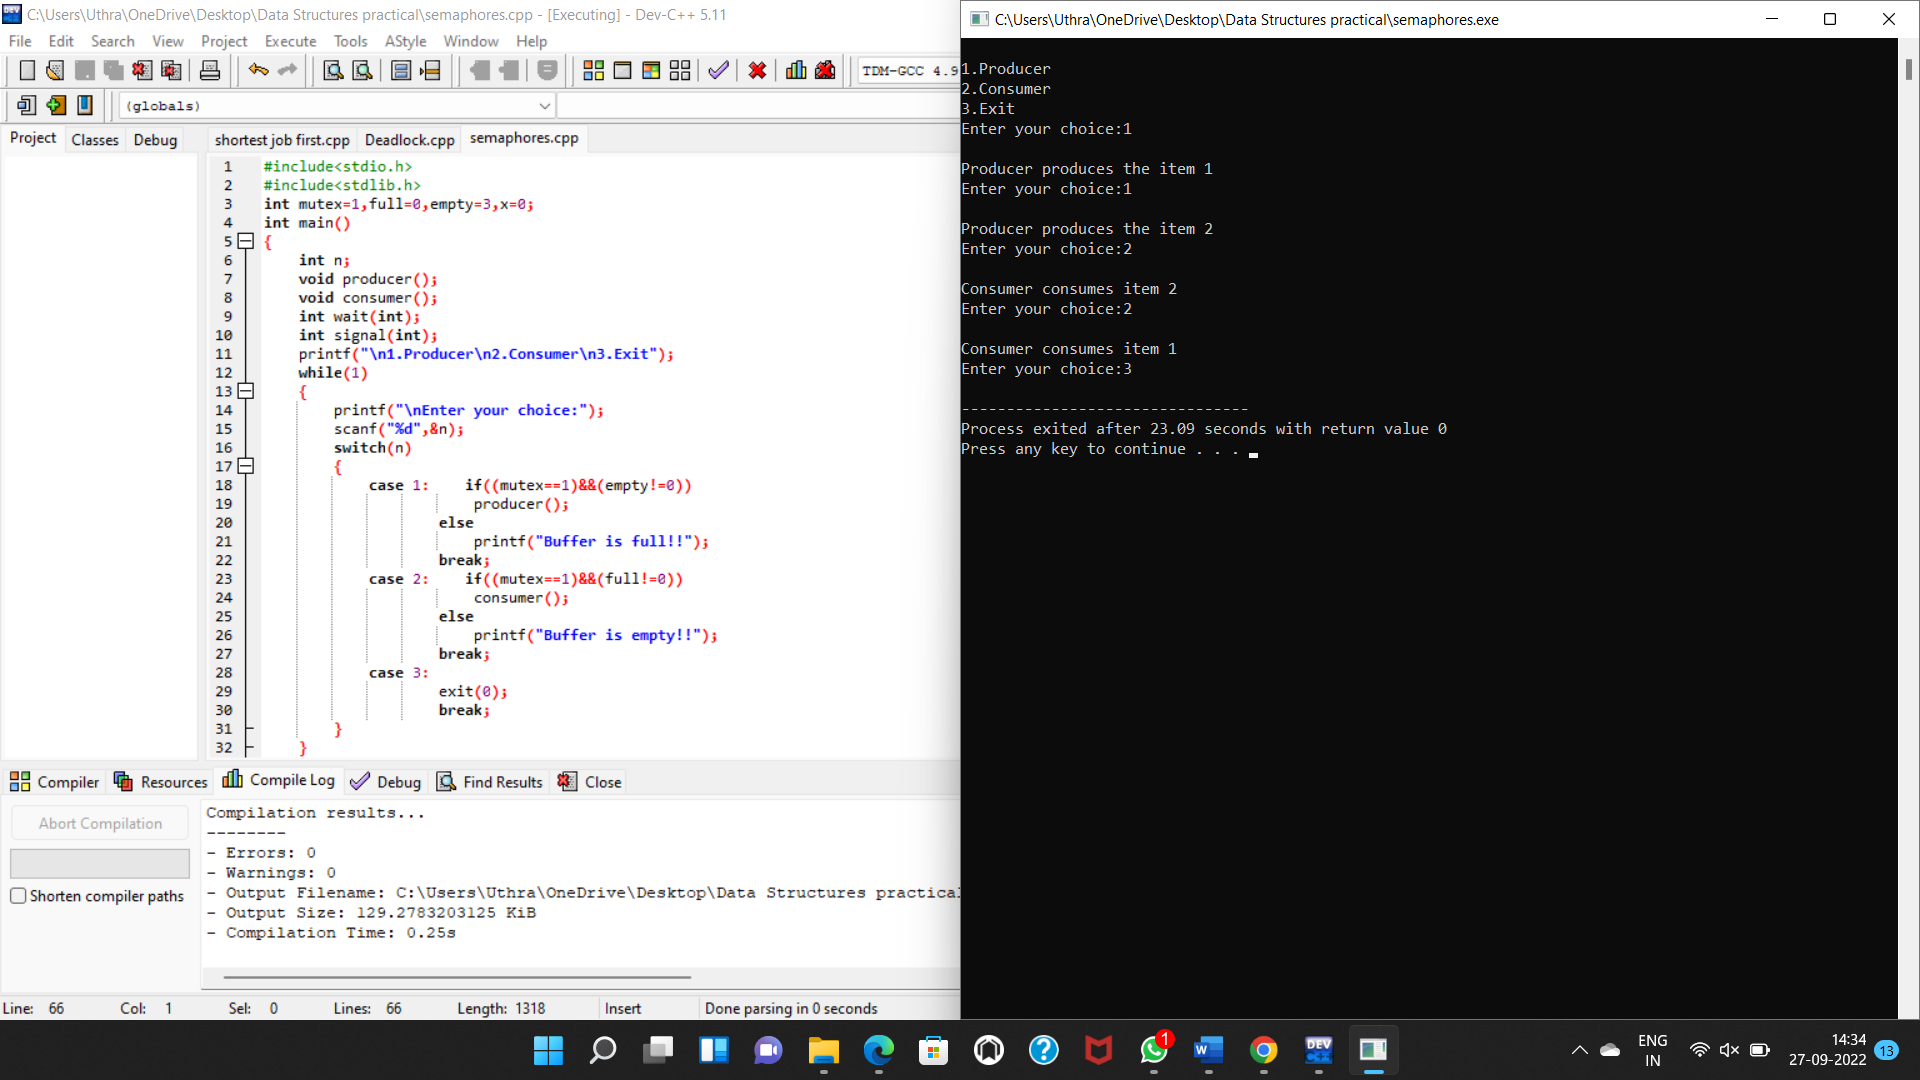 C:\Users\Uthra\OneDrive\Desktop\Data Structures practical\semaphores.cpp - [Executing] - Dev-C++ 5.11
File Edit Search View Project Execute Tools AStyle Window Help
TDM-GCC 4.9
(globals)
Project Classes Debug
shortest job first.cpp Deadlock.cpp semaphores.cpp
1 #include<stdio.h>
2 #include<stdlib.h>
3 int mutex=1,full=0,empty=3,x=0;
4 int main()
5 {
6 int n;
7 void producer();
8 void consumer();
9 int wait(int);
10 int signal(int);
11 printf("\n1.Producer\n2.Consumer\n3.Exit");
12 while(1)
13 {
14 printf("\nEnter your choice:");
15 scanf("%d",&n);
16 switch(n)
17 {
18 case 1: if((mutex==1)&&(empty!=0))
19 producer();
20 else
21 printf("Buffer is full!!");
22 break;
23 case 2: if((mutex==1)&&(full!=0))
24 consumer();
25 else
26 printf("Buffer is empty!!");
27 break;
28 case 3:
29 exit(0);
30 break;
31 }
32 }
Compiler Resources Compile Log Debug Find Results Close
Abort Compilation
Shorten compiler paths
Compilation results...
--------
- Errors: 0
- Warnings: 0
- Output Filename: C:\Users\Uthra\OneDrive\Desktop\Data Structures practical
- Output Size: 129.2783203125 KiB
- Compilation Time: 0.25s
Line: 66 Col: 1 Sel: 0 Lines: 66 Length: 1318 Insert Done parsing in 0 seconds
C:\Users\Uthra\OneDrive\Desktop\Data Structures practical\semaphores.exe
1.Producer
2.Consumer
3.Exit
Enter your choice:1
Producer produces the item 1
Enter your choice:1
Producer produces the item 2
Enter your choice:2
Consumer consumes item 2
Enter your choice:2
Consumer consumes item 1
Enter your choice:3
--------------------------------
Process exited after 23.09 seconds with return value 0
Press any key to continue . . .
1
DEV
C++
ENG
IN
14:34
27-09-2022
13